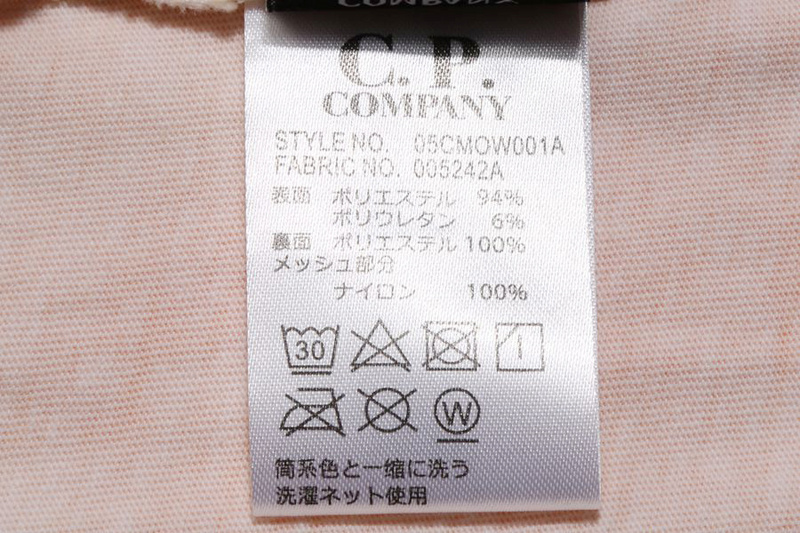 C. P.
COMPANY
STYLE NO. 05CMOW001A
FABRIC NO. 005242A
表面 ポリエステル 94%
ポリウレタン 6%
裏面 ポリエステル 100%
メッシュ部分
ナイロン 100%
30
W
筒系色と一缩に洗う
洗濯ネット使用